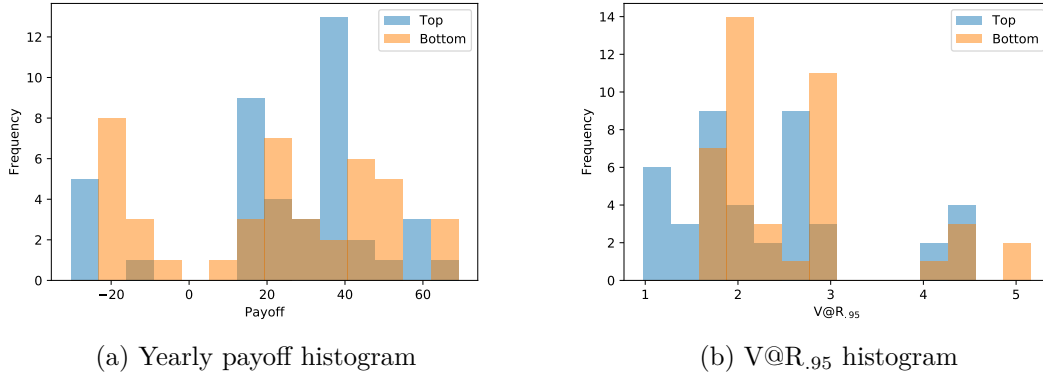 Top
Bottom
Frequency
12
10
8
6
4
2
0
−20
0
20
40
60
Payoff
(a) Yearly payoff histogram
Top
Bottom
Frequency
14
12
10
8
6
4
2
0
1
2
3
4
5
V@R.95
(b) V@R.95 histogram